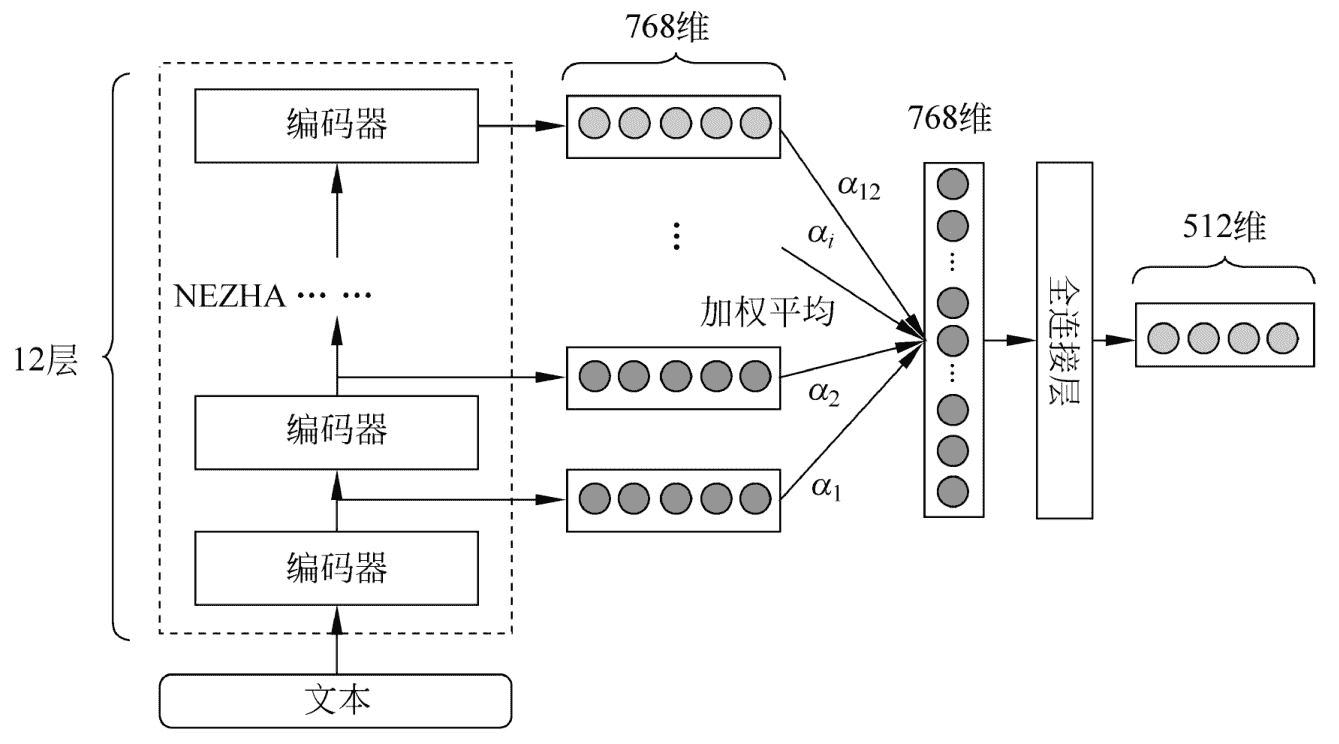 768维
编码器
768维
α12
αi
512维
NEZHA …… 
加权平均
全连接层
12层
α2
编码器
α1
编码器
文本